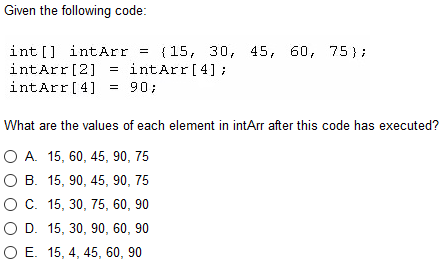 Given the following code:
int[] intArr = {15, 30, 45, 60, 75};
intArr[2] = intArr[4];
intArr[4] = 90;
What are the values of each element in intArr after this code has executed?
A. 15, 60, 45, 90, 75
B. 15, 90, 45, 90, 75
C. 15, 30, 75, 60, 90
D. 15, 30, 90, 60, 90
E. 15, 4, 45, 60, 90